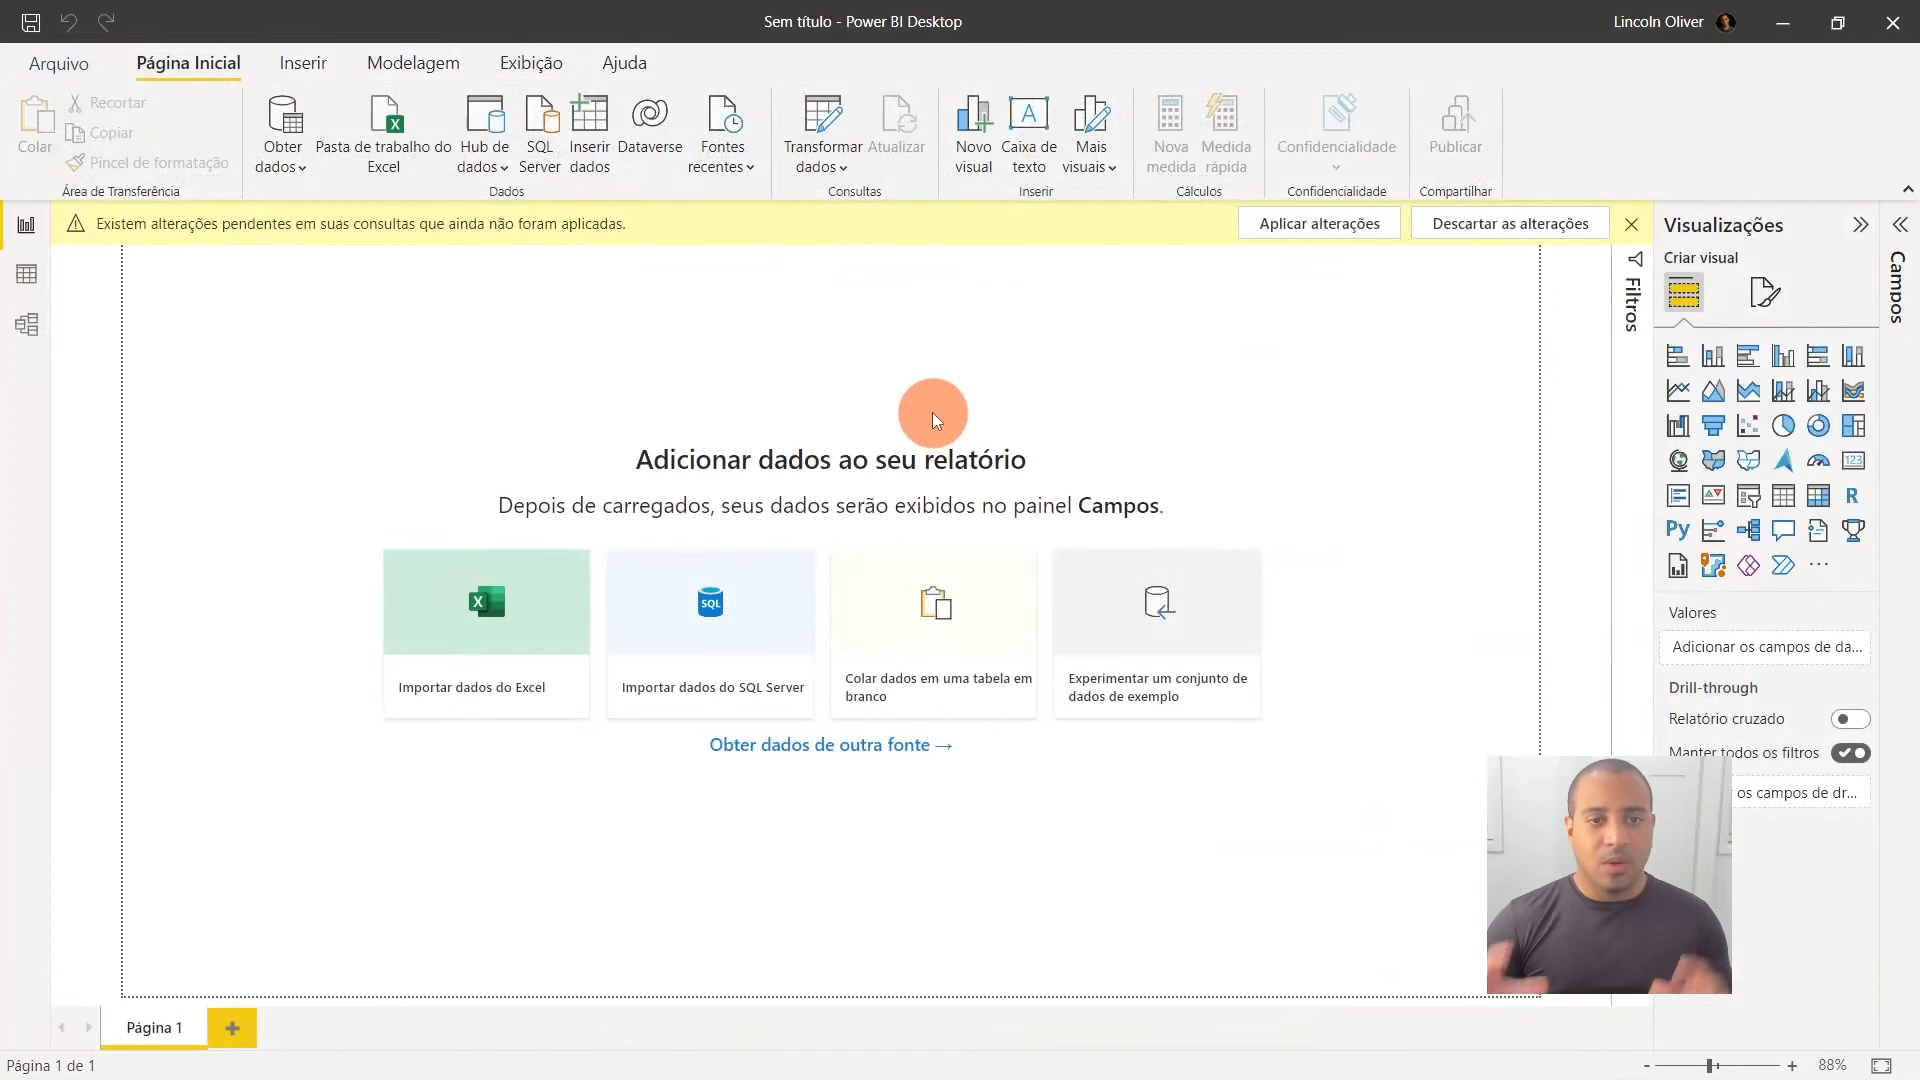 Sem título - Power BI Desktop
Lincoln Oliver
Arquivo
Página Inicial
Inserir
Modelagem
Exibição
Ajuda
Colar
Recortar
Copiar
Pincel de formatação
Área de Transferência
Obter
dados
Pasta de trabalho do
Excel
Hub de
dados
SQL
Server
Inserir
dados
Dataverse
Fontes
recentes
Dados
Transformar
dados
Atualizar
Consultas
Novo
visual
Caixa de
texto
Mais
visuais
Inserir
Nova
medida
Medida
rápida
Cálculos
Confidencialidade
Confidencialidade
Publicar
Compartilhar
Existem alterações pendentes em suas consultas que ainda não foram aplicadas.
Aplicar alterações
Descartar as alterações
Filtros
Visualizações
Criar visual
Campos
123
R
Py
Valores
Adicionar os campos de da...
Drill-through
Relatório cruzado
Manter todos os filtros
os campos de dr...
Adicionar dados ao seu relatório
Depois de carregados, seus dados serão exibidos no painel Campos.
X
SQL
Importar dados do Excel
Importar dados do SQL Server
Colar dados em uma tabela em
branco
Experimentar um conjunto de
dados de exemplo
Obter dados de outra fonte →
Página 1
Página 1 de 1
- + 88%